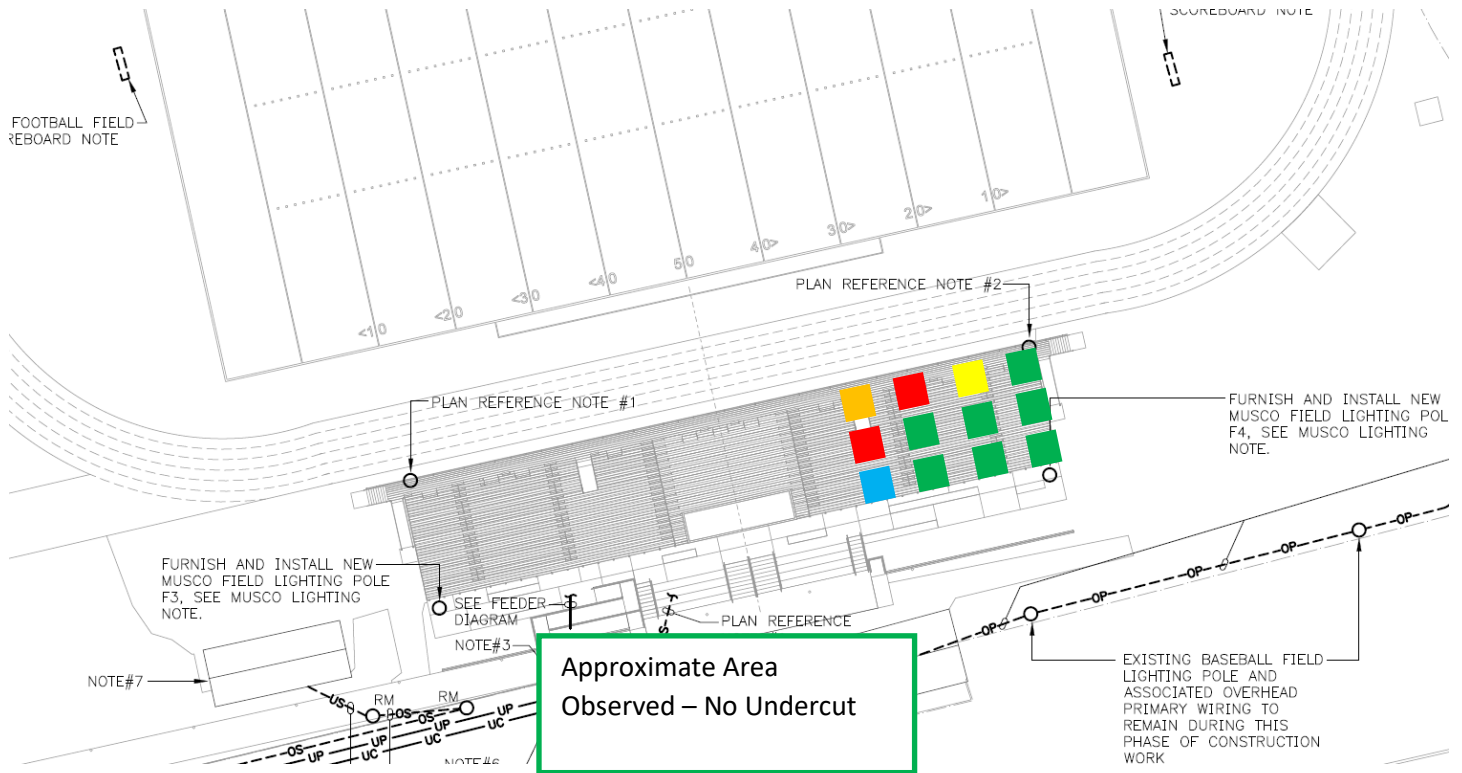 SCOREBOARD NOTE
FOOTBALL FIELD
REBOARD NOTE
<10
<20
<30
<40
50
40>
30>
20>
10>
PLAN REFERENCE NOTE #2
PLAN REFERENCE NOTE #1
FURNISH AND INSTALL NEW
MUSCO FIELD LIGHTING POL
F4, SEE MUSCO LIGHTING
NOTE.
FURNISH AND INSTALL NEW
MUSCO FIELD LIGHTING POLE
F3, SEE MUSCO LIGHTING
NOTE.
SEE FEEDER
DIAGRAM
PLAN REFERENCE
NOTE#3
NOTE#7
Approximate Area
Observed – No Undercut
EXISTING BASEBALL FIELD
LIGHTING POLE AND
ASSOCIATED OVERHEAD
PRIMARY WIRING TO
REMAIN DURING THIS
PHASE OF CONSTRUCTION
WORK
OP
OP
OP
OP
S
US
RM
RM
OS
OS
OS
UP
UP
UP
UC
UC
UC
NOTE#6